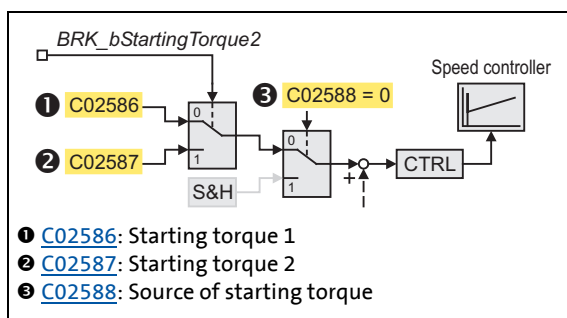 BRK_bStartingTorque2
Speed controller
❶ C02586
❸ C02588 = 0
0
❷ C02587
1
0
S&H
1
+
CTRL
❶ C02586: Starting torque 1
❷ C02587: Starting torque 2
❸ C02588: Source of starting torque